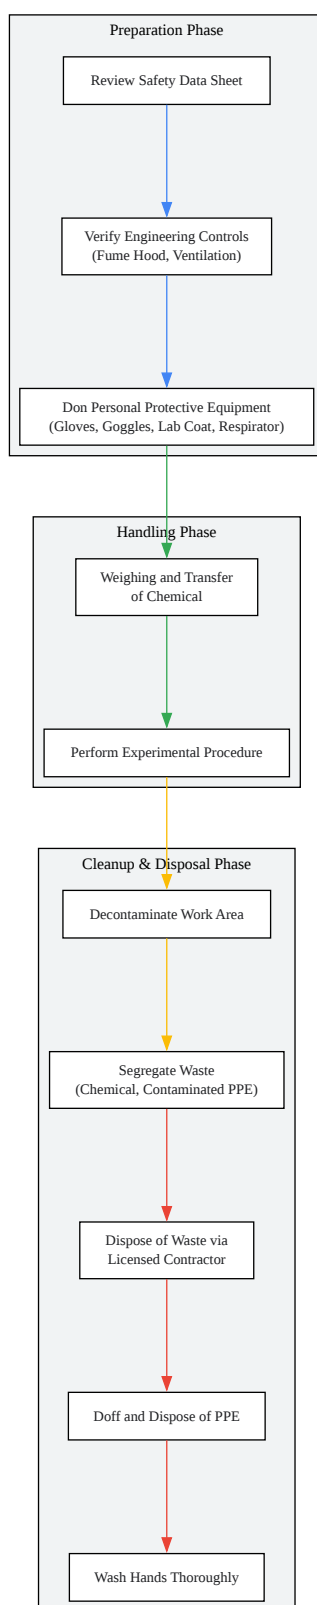 Preparation Phase
Review Safety Data Sheet
Verify Engineering Controls
(Fume Hood, Ventilation)
Don Personal Protective Equipment
(Gloves, Goggles, Lab Coat, Respirator)
Handling Phase
Weighing and Transfer
of Chemical
Perform Experimental Procedure
Cleanup & Disposal Phase
Decontaminate Work Area
Segregate Waste
(Chemical, Contaminated PPE)
Dispose of Waste via
Licensed Contractor
Doff and Dispose of PPE
Wash Hands Thoroughly